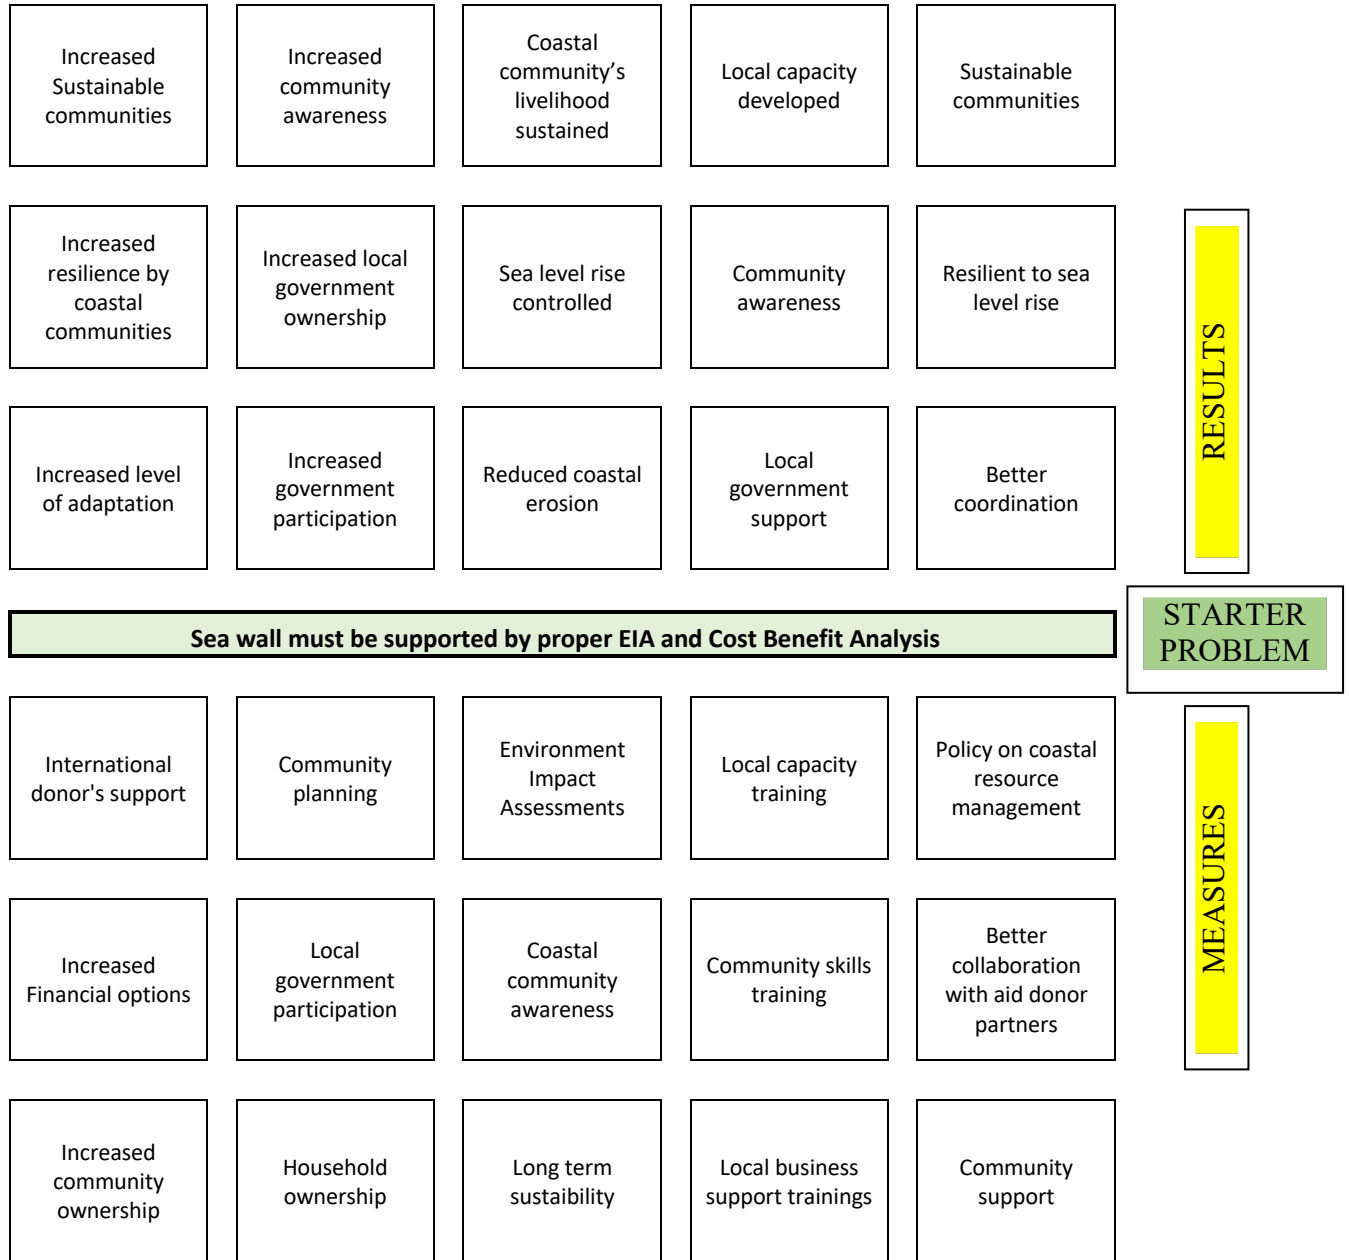 Increased
Sustainable
communities
Increased
community
awareness
Coastal
community’s
livelihood
sustained
Local capacity
developed
Sustainable
communities
Increased
resilience by
coastal
communities
Increased local
government
ownership
Sea level rise
controlled
Community
awareness
Resilient to sea
level rise
RESULTS
Increased level
of adaptation
Increased
government
participation
Reduced coastal
erosion
Local
government
support
Better
coordination
Sea wall must be supported by proper EIA and Cost Benefit Analysis
STARTER
PROBLEM
International
donor's support
Community
planning
Environment
Impact
Assessments
Local capacity
training
Policy on coastal
resource
management
MEASURES
Increased
Financial options
Local
government
participation
Coastal
community
awareness
Community skills
training
Better
collaboration
with aid donor
partners
Increased
community
ownership
Household
ownership
Long term
sustaibility
Local business
support trainings
Community
support